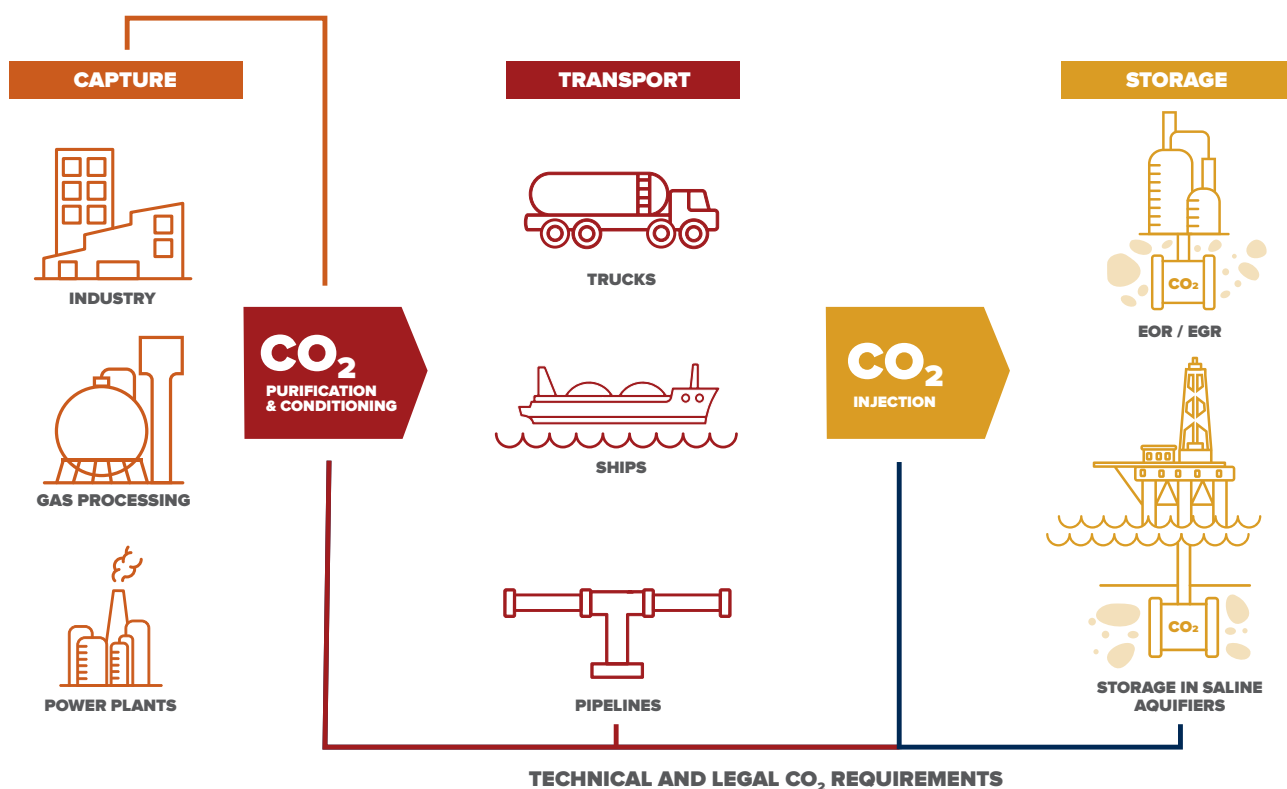 CAPTURE
INDUSTRY
GAS PROCESSING
POWER PLANTS
CO₂
PURIFICATION
& CONDITIONING
TRANSPORT
TRUCKS
SHIPS
PIPELINES
CO₂
INJECTION
STORAGE
CO₂
EOR / EGR
CO₂
STORAGE IN SALINE
AQUIFIERS
TECHNICAL AND LEGAL CO₂ REQUIREMENTS